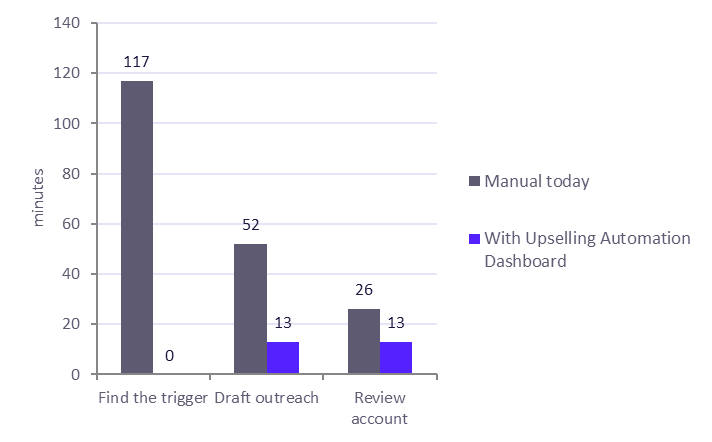 140
120
100
80
60
40
20
0
minutes
117
0
52
13
26
13
Find the trigger
Draft outreach
Review
account
Manual today
With Upselling Automation
Dashboard